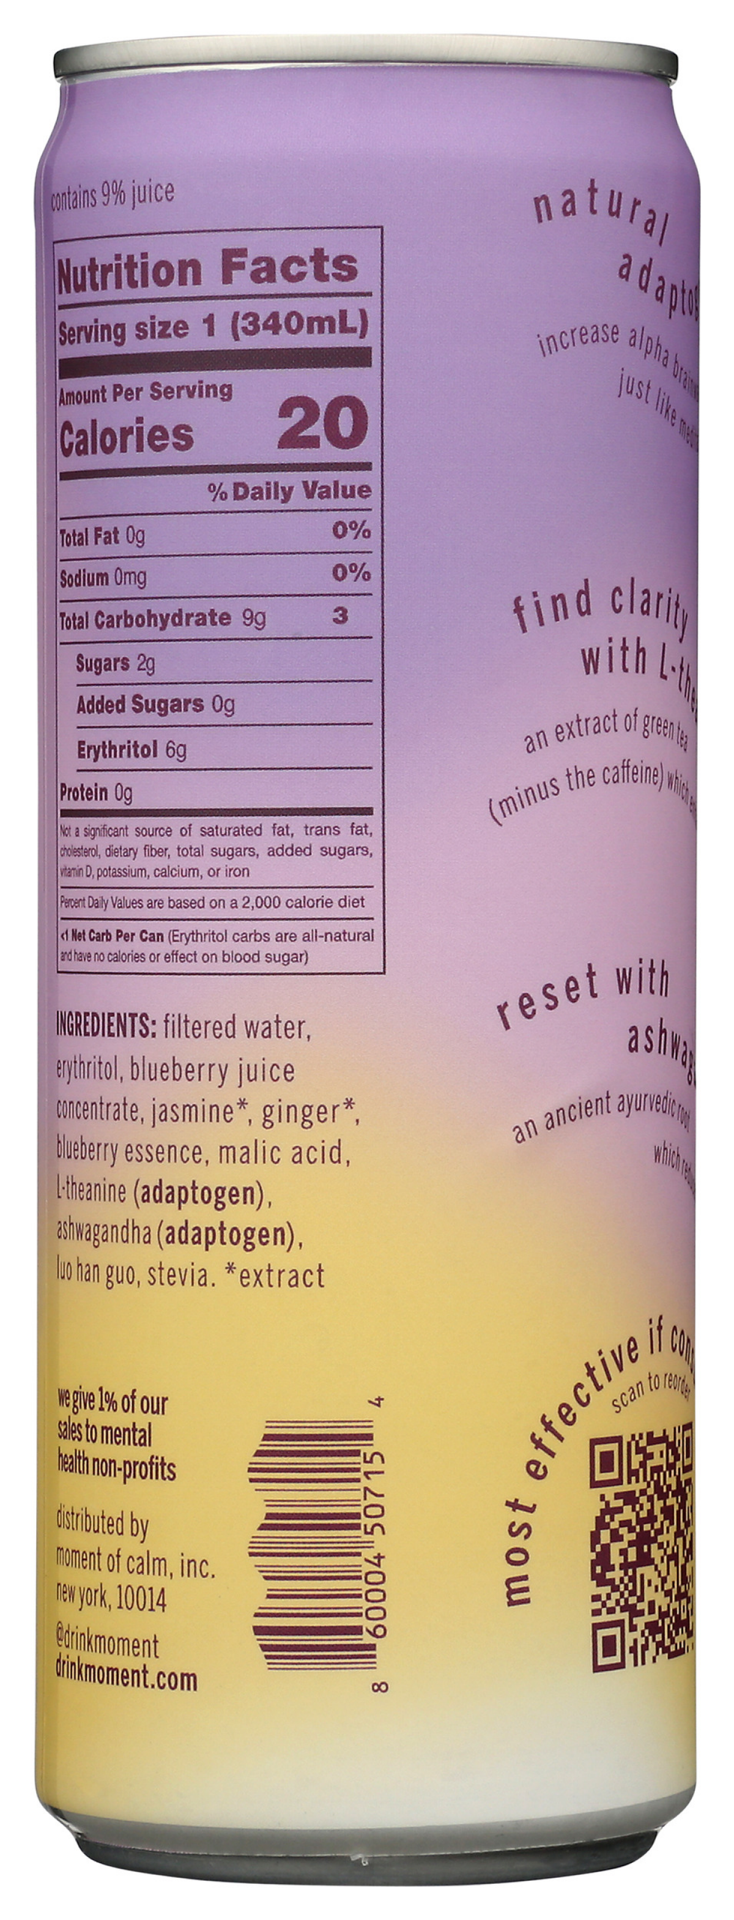 contains 9% juice
Nutrition Facts
Serving size 1 (340mL)
Amount Per Serving
Calories 20
% Daily Value
Total Fat 0g 0%
Sodium 0mg 0%
Total Carbohydrate 9g 3
Sugars 2g
Added Sugars 0g
Erythritol 6g
Protein 0g
Not a significant source of saturated fat, trans fat,
cholesterol, dietary fiber, total sugars, added sugars,
vitamin D, potassium, calcium, or iron
Percent Daily Values are based on a 2,000 calorie diet
<1 Net Carb Per Can (Erythritol carbs are all-natural
and have no calories or effect on blood sugar)
INGREDIENTS: filtered water,
erythritol, blueberry juice
concentrate, jasmine*, ginger*,
blueberry essence, malic acid,
L-theanine (adaptogen),
ashwagandha (adaptogen),
luo han guo, stevia. *extract
we give 1% of our
sales to mental
health non-profits
distributed by
moment of calm, inc.
new york, 10014
@drinkmoment
drinkmoment.com
8 60004 50715 4
natural
increase alpha
just like
find clarity
with
an extract of green tea
(minus the caffeine) which
reset with
an ancient ayurvedic root
which
most effective if
scan to reorder